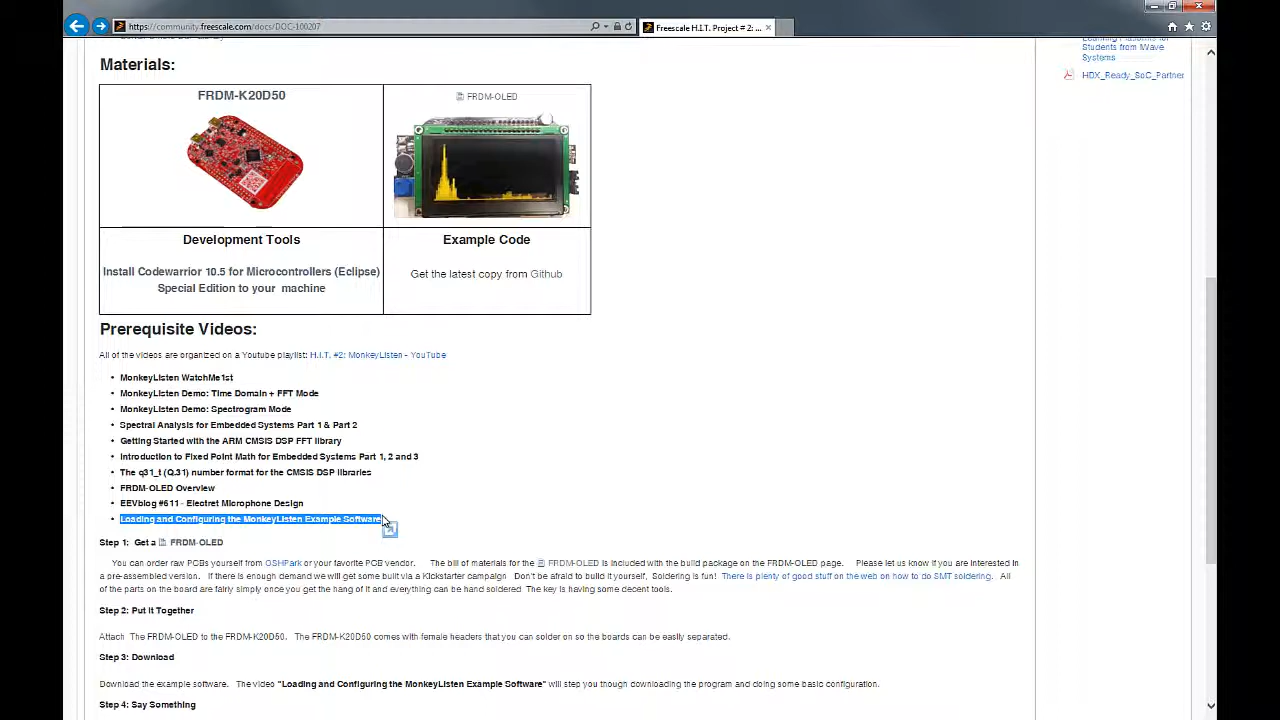 https://community.freescale.com/docs/DOC-100207
Freescale H.I.T. Project # 2: ...
Learning Platforms for
Students from iWave
Systems
HDX_Ready_SoC_Partner
Materials:
FRDM-K20D50
FRDM-OLED
Development Tools
Example Code
Install Codewarrior 10.5 for Microcontrollers (Eclipse)
Special Edition to your machine
Get the latest copy from Github
Prerequisite Videos:
All of the videos are organized on a Youtube playlist: H.I.T. #2: MonkeyListen - YouTube
• MonkeyListen WatchMe1st
• MonkeyListen Demo: Time Domain + FFT Mode
• MonkeyListen Demo: Spectrogram Mode
• Spectral Analysis for Embedded Systems Part 1 & Part 2
• Getting Started with the ARM CMSIS DSP FFT library
• Introduction to Fixed Point Math for Embedded Systems Part 1, 2 and 3
• The q31_t (Q.31) number format for the CMSIS DSP libraries
• FRDM-OLED Overview
• EEVblog #611 - Electret Microphone Design
• Loading and Configuring the MonkeyListen Example Software
Step 1: Get a FRDM-OLED
You can order raw PCBs yourself from OSHPark or your favorite PCB vendor. The bill of materials for the FRDM-OLED is included with the build package on the FRDM-OLED page. Please let us know if you are interested in
a pre-assembled version. If there is enough demand we will get some built via a Kickstarter campaign Don't be afraid to build it yourself, Soldering is fun! There is plenty of good stuff on the web on how to do SMT soldering. All
of the parts on the board are fairly simply once you get the hang of it and everything can be hand soldered The key is having some decent tools.
Step 2: Put It Together
Attach The FRDM-OLED to the FRDM-K20D50. The FRDM-K20D50 comes with female headers that you can solder on so the boards can be easily separated.
Step 3: Download
Download the example software. The video "Loading and Configuring the MonkeyListen Example Software" will step you though downloading the program and doing some basic configuration.
Step 4: Say Something